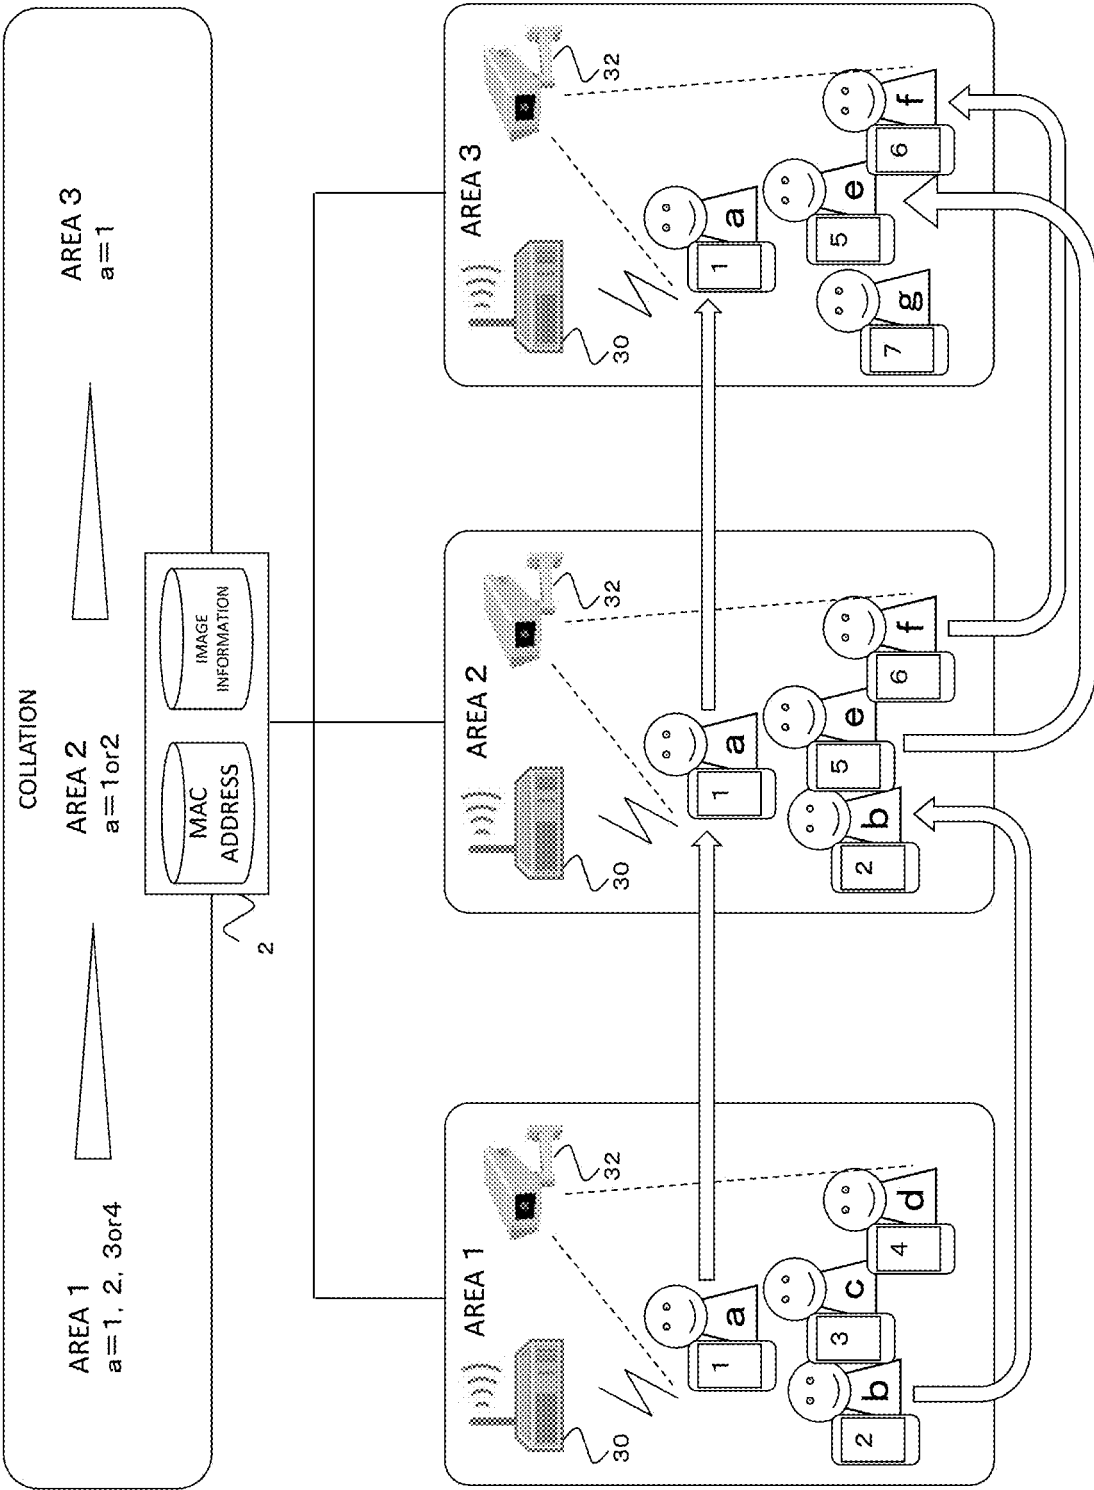 COLLATION
AREA 1
a=1, 2, 3or4
AREA 2
a=1or2
AREA 3
a=1
MAC
ADDRESS
IMAGE
INFORMATION
2
AREA 1
30
32
1
a
2
b
3
c
4
d
AREA 2
30
32
1
a
2
b
5
e
6
f
AREA 3
30
32
1
a
7
g
5
e
6
f